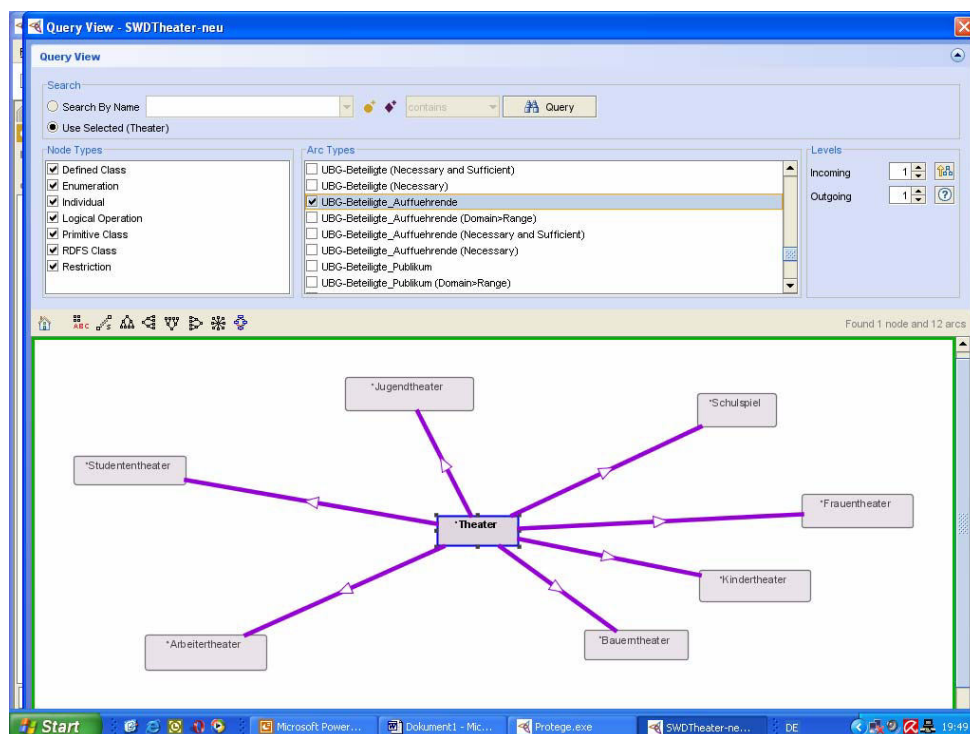 Query View - SWDTheater-neu
Query View
Search
Search By Name
contains
Query
Use Selected (Theater)
Node Types
Defined Class
Enumeration
Individual
Logical Operation
Primitive Class
RDFS Class
Restriction
Arc Types
UBG-Beteiligte (Necessary and Sufficient)
UBG-Beteiligte (Necessary)
UBG-Beteiligte_Auffuehrende
UBG-Beteiligte_Auffuehrende (Domain>Range)
UBG-Beteiligte_Auffuehrende (Necessary and Sufficient)
UBG-Beteiligte_Auffuehrende (Necessary)
UBG-Beteiligte_Publikum
UBG-Beteiligte_Publikum (Domain>Range)
Levels
Incoming 1
Outgoing 1
ABC
Found 1 node and 12 arcs
*Jugendtheater
*Schulspiel
*Studententheater
*Frauentheater
*Theater
*Kindertheater
*Bauerntheater
*Arbeitertheater
Start
Microsoft Power...
Dokument1 - Mic...
Protege.exe
SWDTheater-ne...
DE
19:49